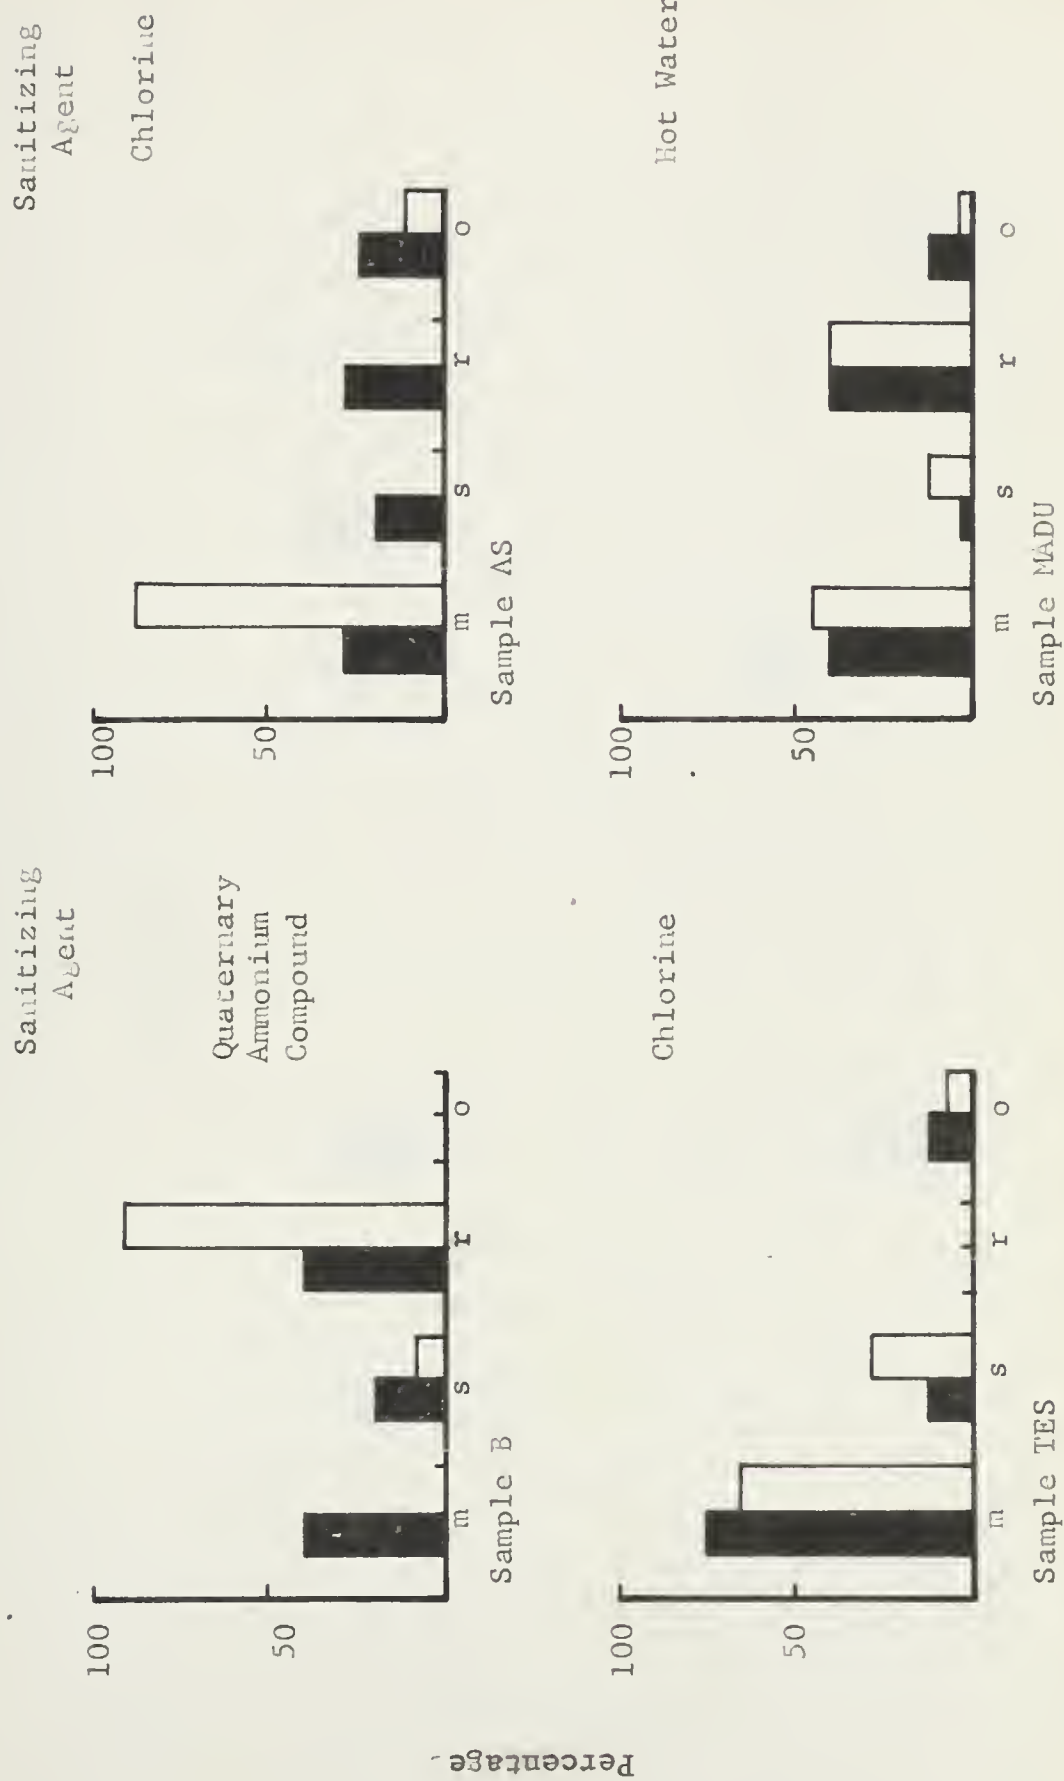 Sanitizing
Agent
Quaternary
Ammonium
Compound
100
50
m s r o
Sample B
Sanitizing
Agent
Chlorine
100
50
m s r o
Sample AS
Percentage
Chlorine
100
50
m s r o
Sample TES
Hot Water
100
50
m s r o
Sample MADU